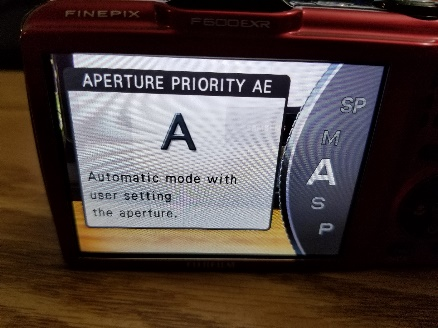 FINEPIX
F600EXR
APERTURE PRIORITY AE
A
Automatic mode with
user setting
the aperture.
SP
M
A
S
P